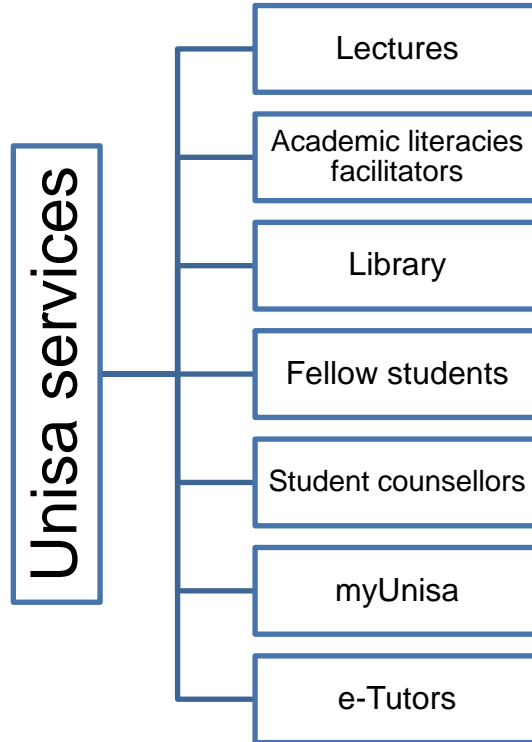 Unisa services
Lectures
Academic literacies
facilitators
Library
Fellow students
Student counsellors
myUnisa
e-Tutors